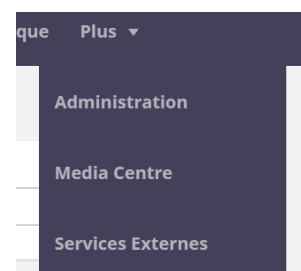 que Plus ▼
Administration
Media Centre
Services Externes